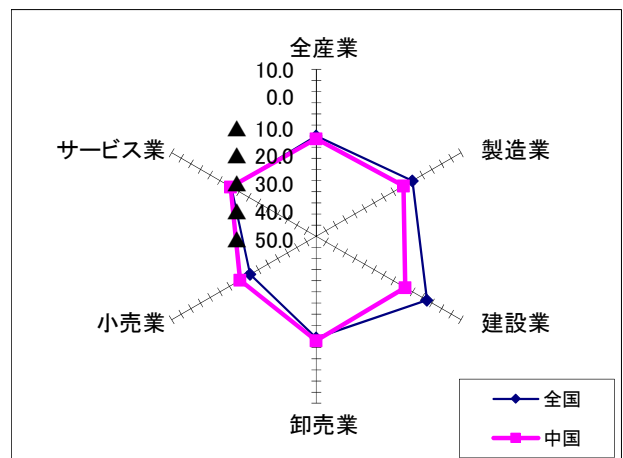 全産業
10.0
0.0
▲ 10.0
▲ 20.0
▲ 30.0
▲ 40.0
▲ 50.0
サービス業
製造業
小売業
建設業
卸売業
全国
中国